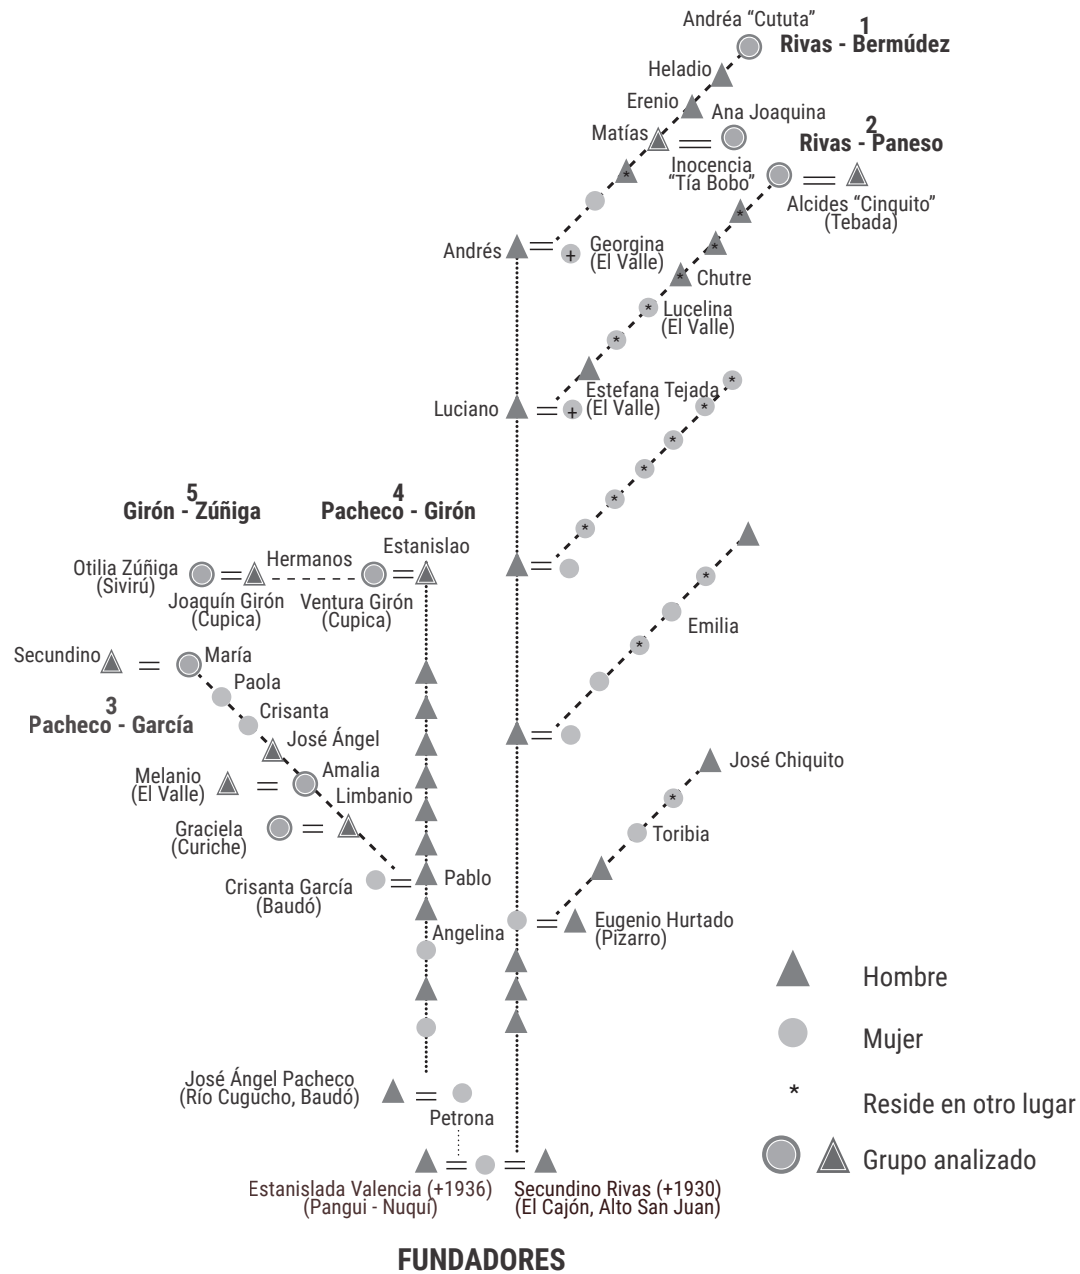 Andréa “Cututa”
1
Rivas - Bermúdez
Heladio
Erenio
Ana Joaquina
Matías
2
Rivas - Paneso
Inocencia
“Tía Bobo”
*
Alcides “Cinquito”
(Tebada)
*
Andrés
+
Georgina
(El Valle)
*
*
Chutre
*
Lucelina
(El Valle)
*
Estefana Tejada
*
Luciano
+
(El Valle)
*
*
*
*
*
5
Girón - Zúñiga
4
Pacheco - Girón
Estanislao
Hermanos
Otilia Zúñiga
(Sivirú)
Joaquín Girón
(Cupica)
Ventura Girón
(Cupica)
*
Emilia
*
Secundino
María
Paola
3
Pacheco - García
Crisanta
José Ángel
José Chiquito
Melanio
(El Valle)
Amalia
Limbanio
*
Graciela
(Curiche)
Toribia
Crisanta García
(Baudó)
Pablo
Angelina
Eugenio Hurtado
(Pizarro)
Hombre
Mujer
José Ángel Pacheco
(Río Cugucho, Baudó)
*
Reside en otro lugar
Petrona
Grupo analizado
Estanislada Valencia (+1936)
(Pangui - Nuquí)
Secundino Rivas (+1930)
(El Cajón, Alto San Juan)
FUNDADORES